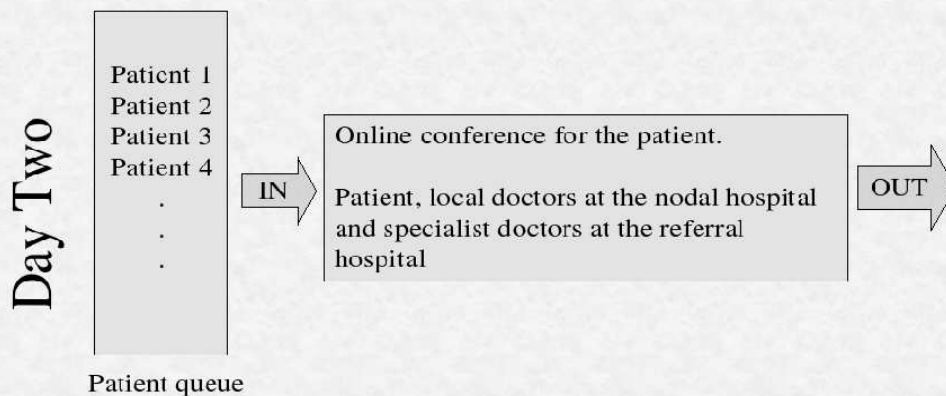 Day Two
Patient 1
Patient 2
Patient 3
Patient 4
.
.
.
Patient queue
IN
Online conference for the patient.
Patient, local doctors at the nodal hospital
and specialist doctors at the referral
hospital
OUT